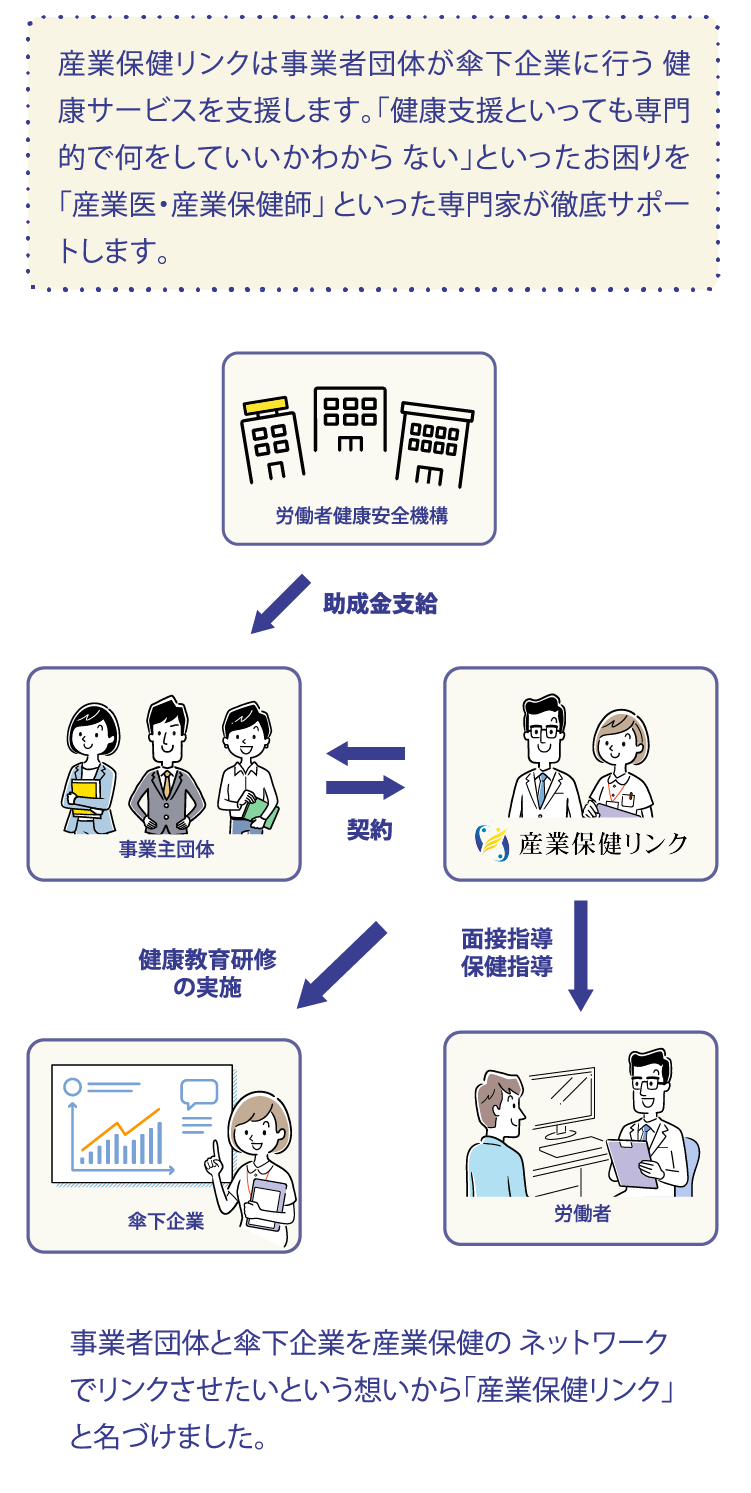 産業保健リンクは事業者団体が傘下企業に行う 健
康サービスを支援します。「健康支援といっても専門
的で何をしていいかわから ない」といったお困りを
「産業医・産業保健師」といった専門家が徹底サポー
トします。
労働者健康安全機構
助成金支給
事業主団体
契約
産業保健リンク
健康教育研修
の実施
面接指導
保健指導
傘下企業
労働者
事業者団体と傘下企業を産業保健の ネットワーク
でリンクさせたいという想いから「産業保健リンク」
と名づけました。